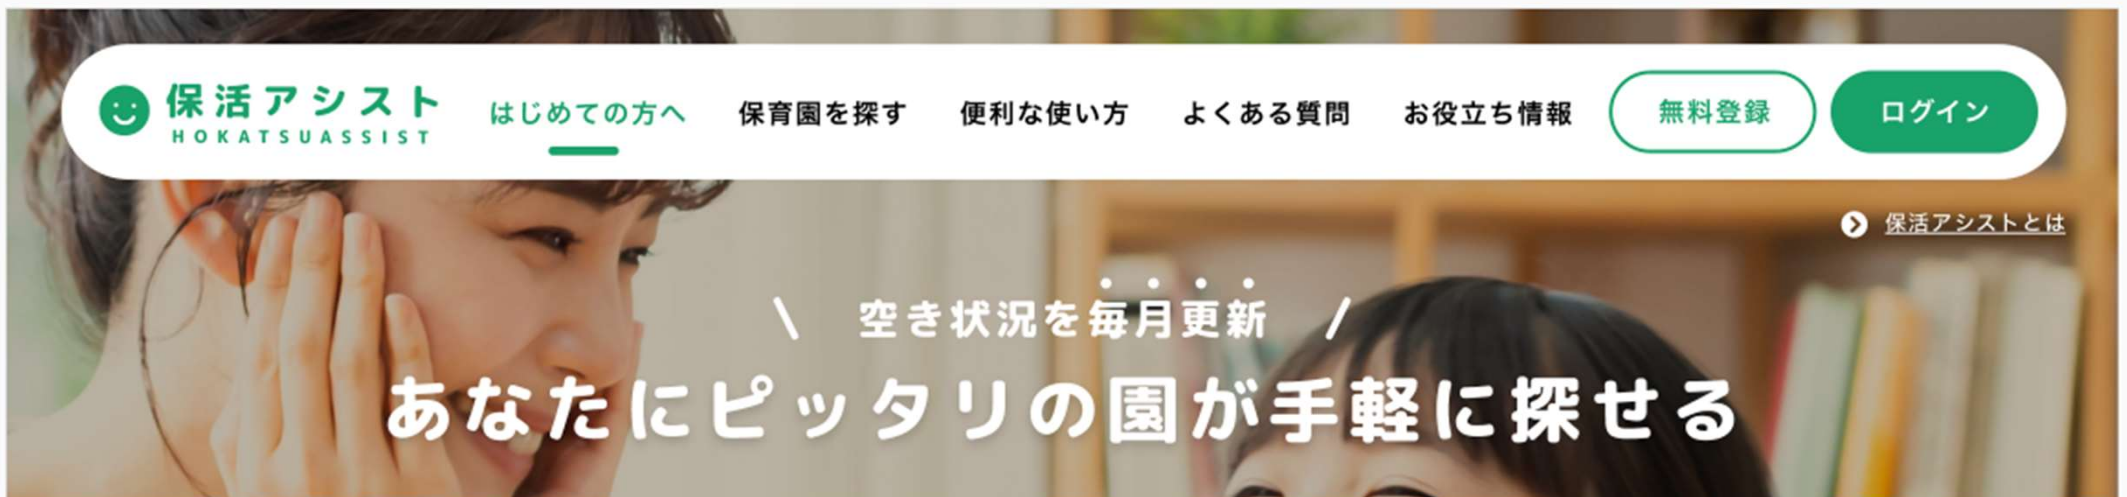 保活アシスト
HOKATSUASSIST
はじめての方へ
保育園を探す
便利な使い方
よくある質問
お役立ち情報
無料登録
ログイン
保活アシストとは
\ 空き状況を毎月更新 /
あなたにピッタリの園が手軽に探せる